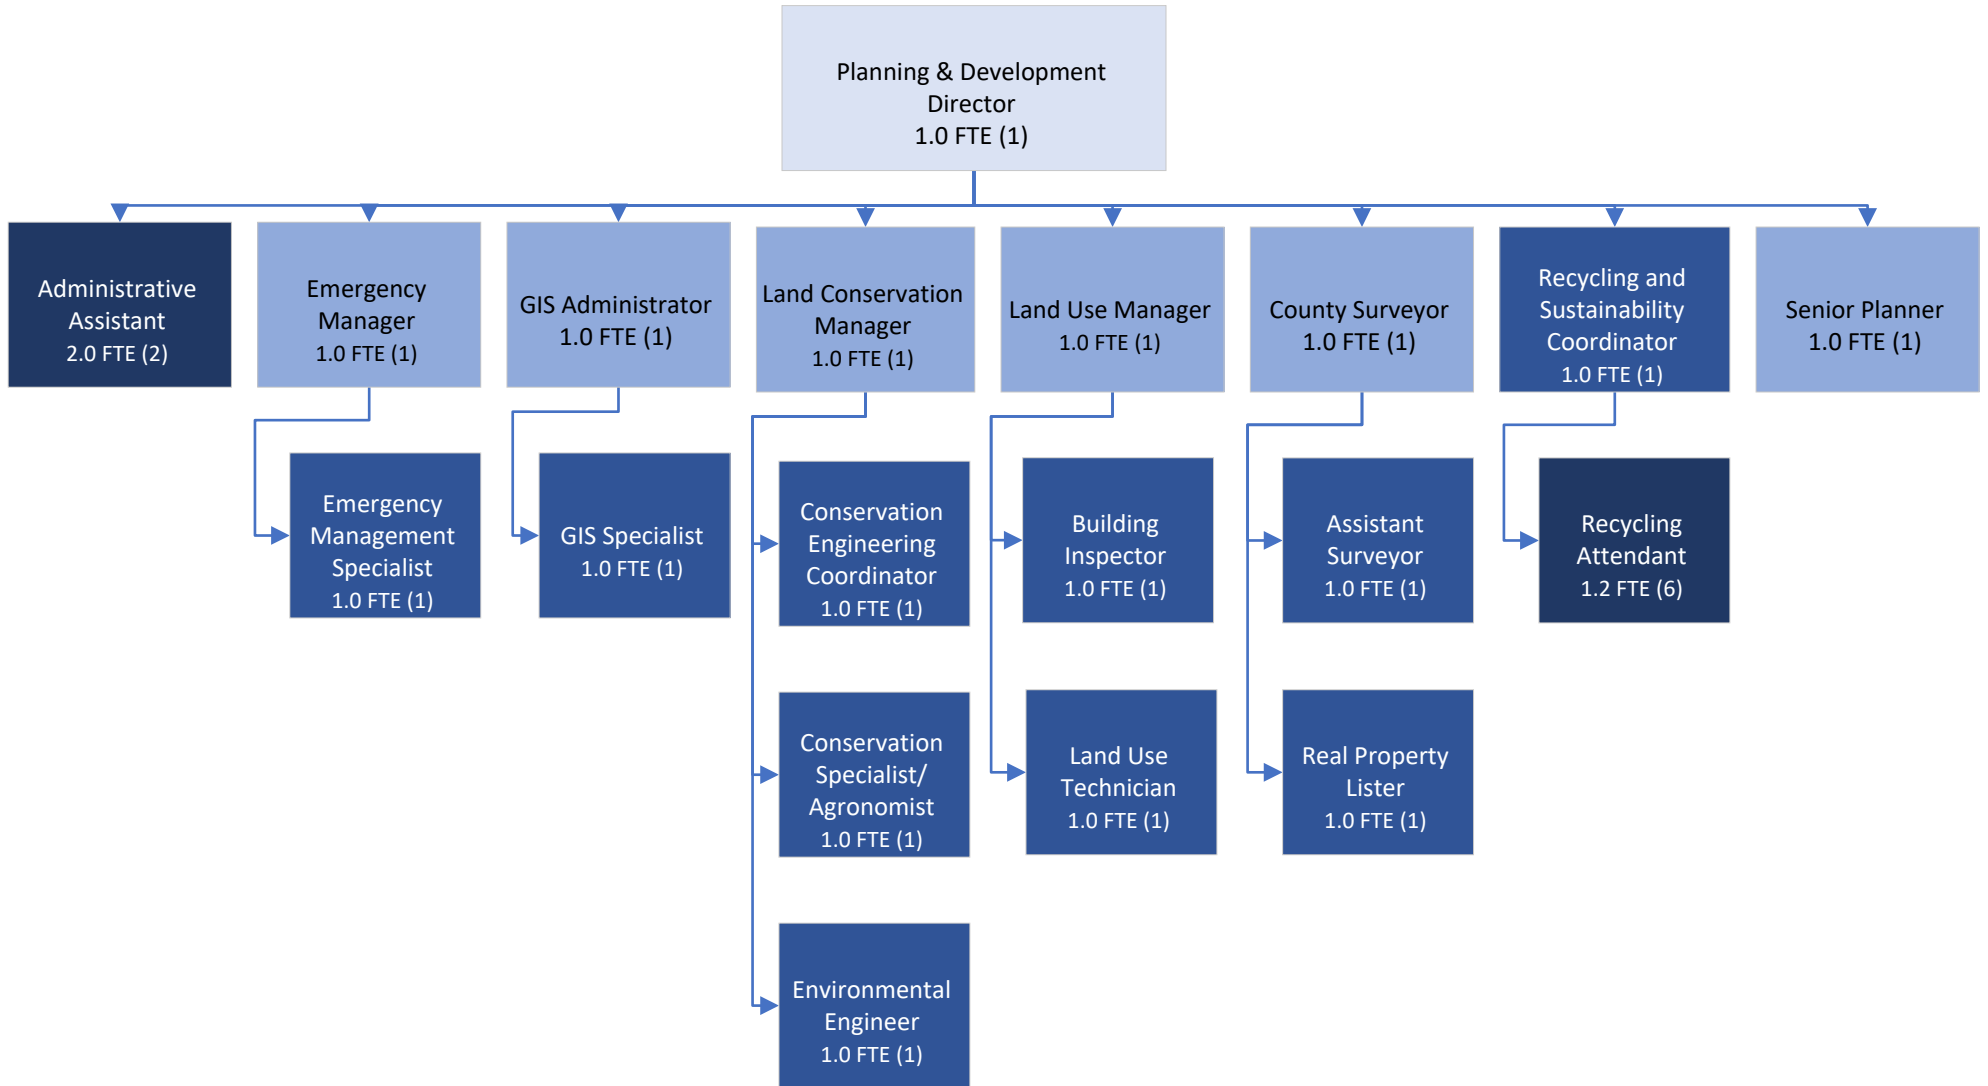 Planning & Development
Director
1.0 FTE (1)
Administrative
Assistant
2.0 FTE (2)
Emergency
Manager
1.0 FTE (1)
GIS Administrator
1.0 FTE (1)
Land Conservation
Manager
1.0 FTE (1)
Land Use Manager
1.0 FTE (1)
County Surveyor
1.0 FTE (1)
Recycling and
Sustainability
Coordinator
1.0 FTE (1)
Senior Planner
1.0 FTE (1)
Emergency
Management
Specialist
1.0 FTE (1)
GIS Specialist
1.0 FTE (1)
Conservation
Engineering
Coordinator
1.0 FTE (1)
Building
Inspector
1.0 FTE (1)
Assistant
Surveyor
1.0 FTE (1)
Recycling
Attendant
1.2 FTE (6)
Conservation
Specialist/
Agronomist
1.0 FTE (1)
Land Use
Technician
1.0 FTE (1)
Real Property
Lister
1.0 FTE (1)
Environmental
Engineer
1.0 FTE (1)